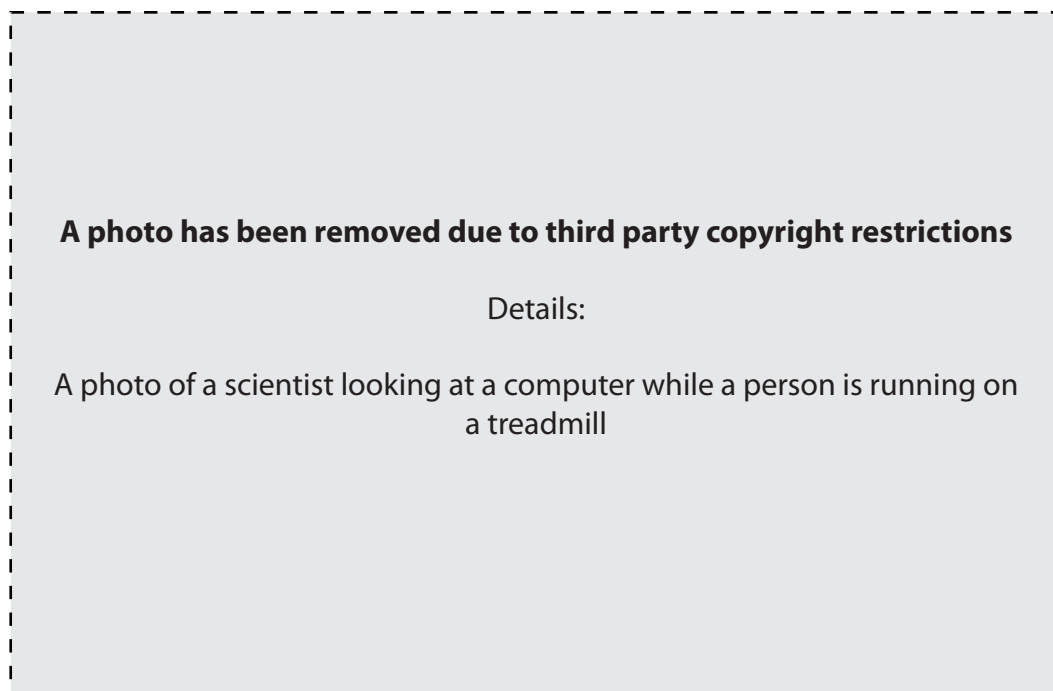 A photo has been removed due to third party copyright restrictions
Details:
A photo of a scientist looking at a computer while a person is running on
a treadmill